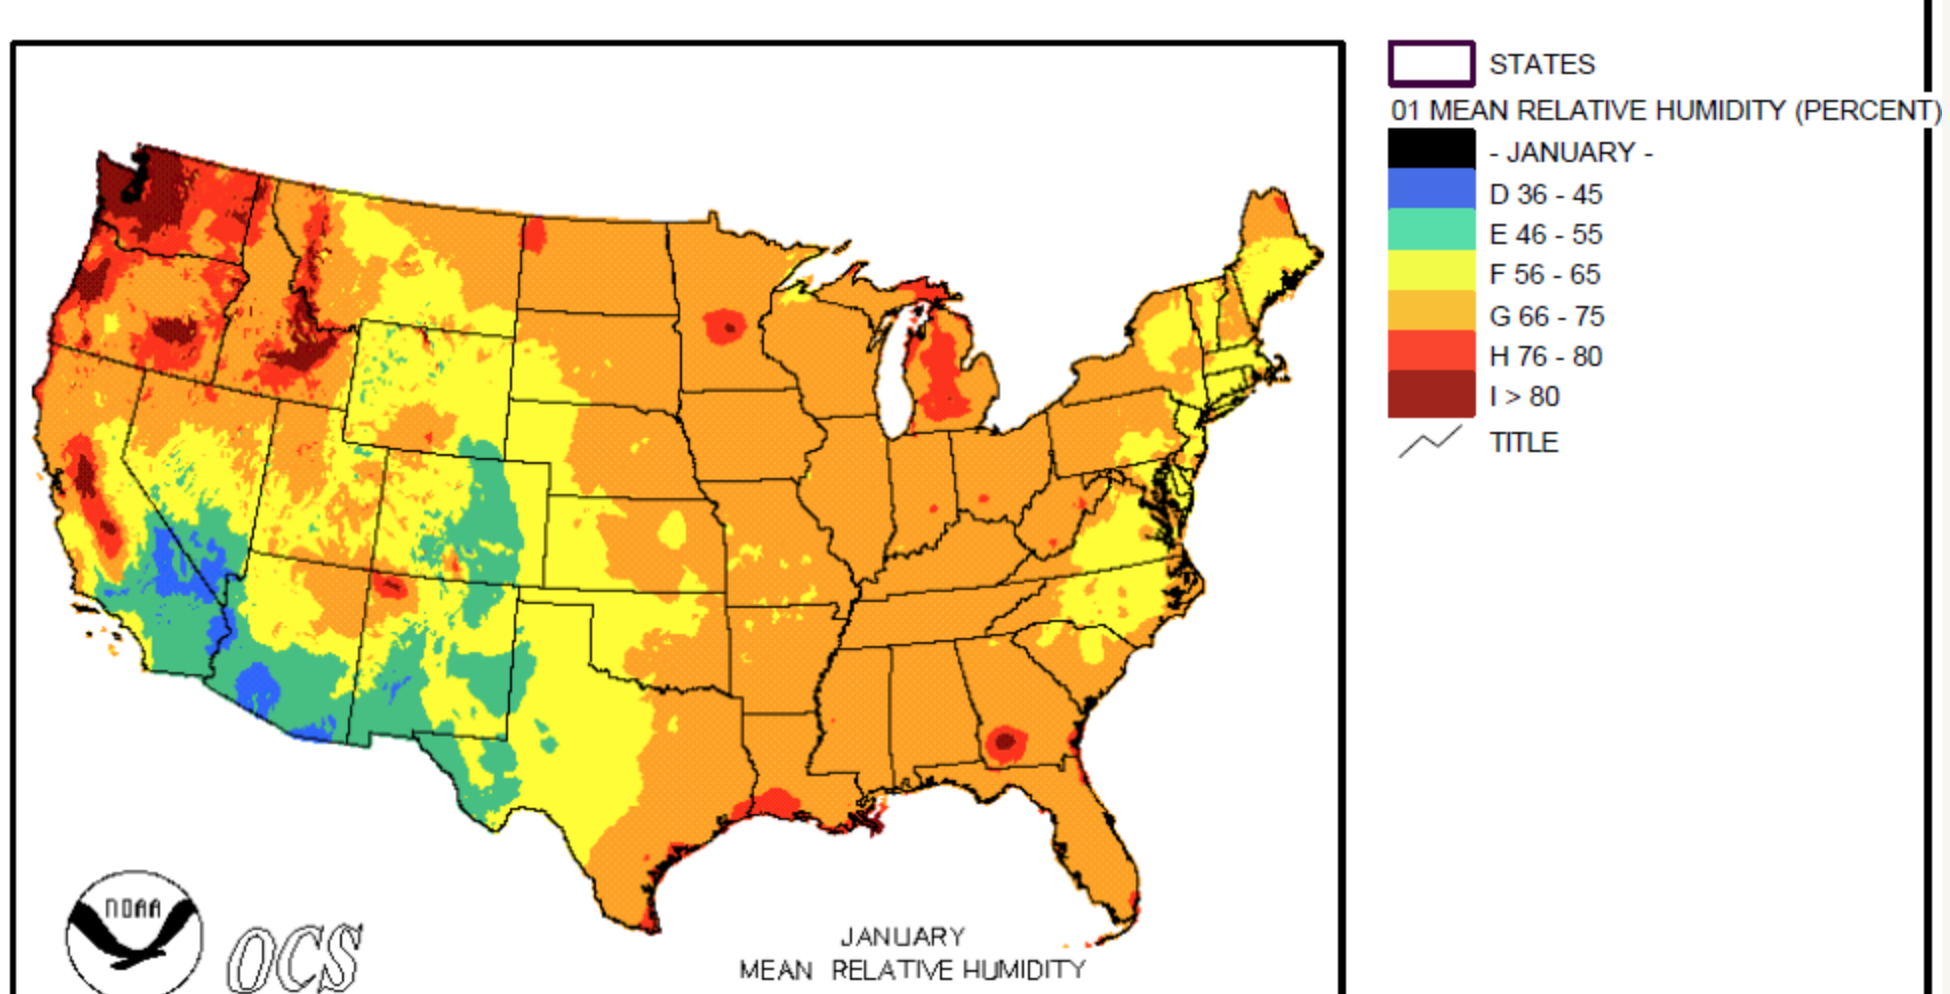 STATES
01 MEAN RELATIVE HUMIDITY (PERCENT)
- JANUARY -
D 36 - 45
E 46 - 55
F 56 - 65
G 66 - 75
H 76 - 80
I > 80
TITLE
NOAA
OCS
JANUARY
MEAN RELATIVE HUMIDITY